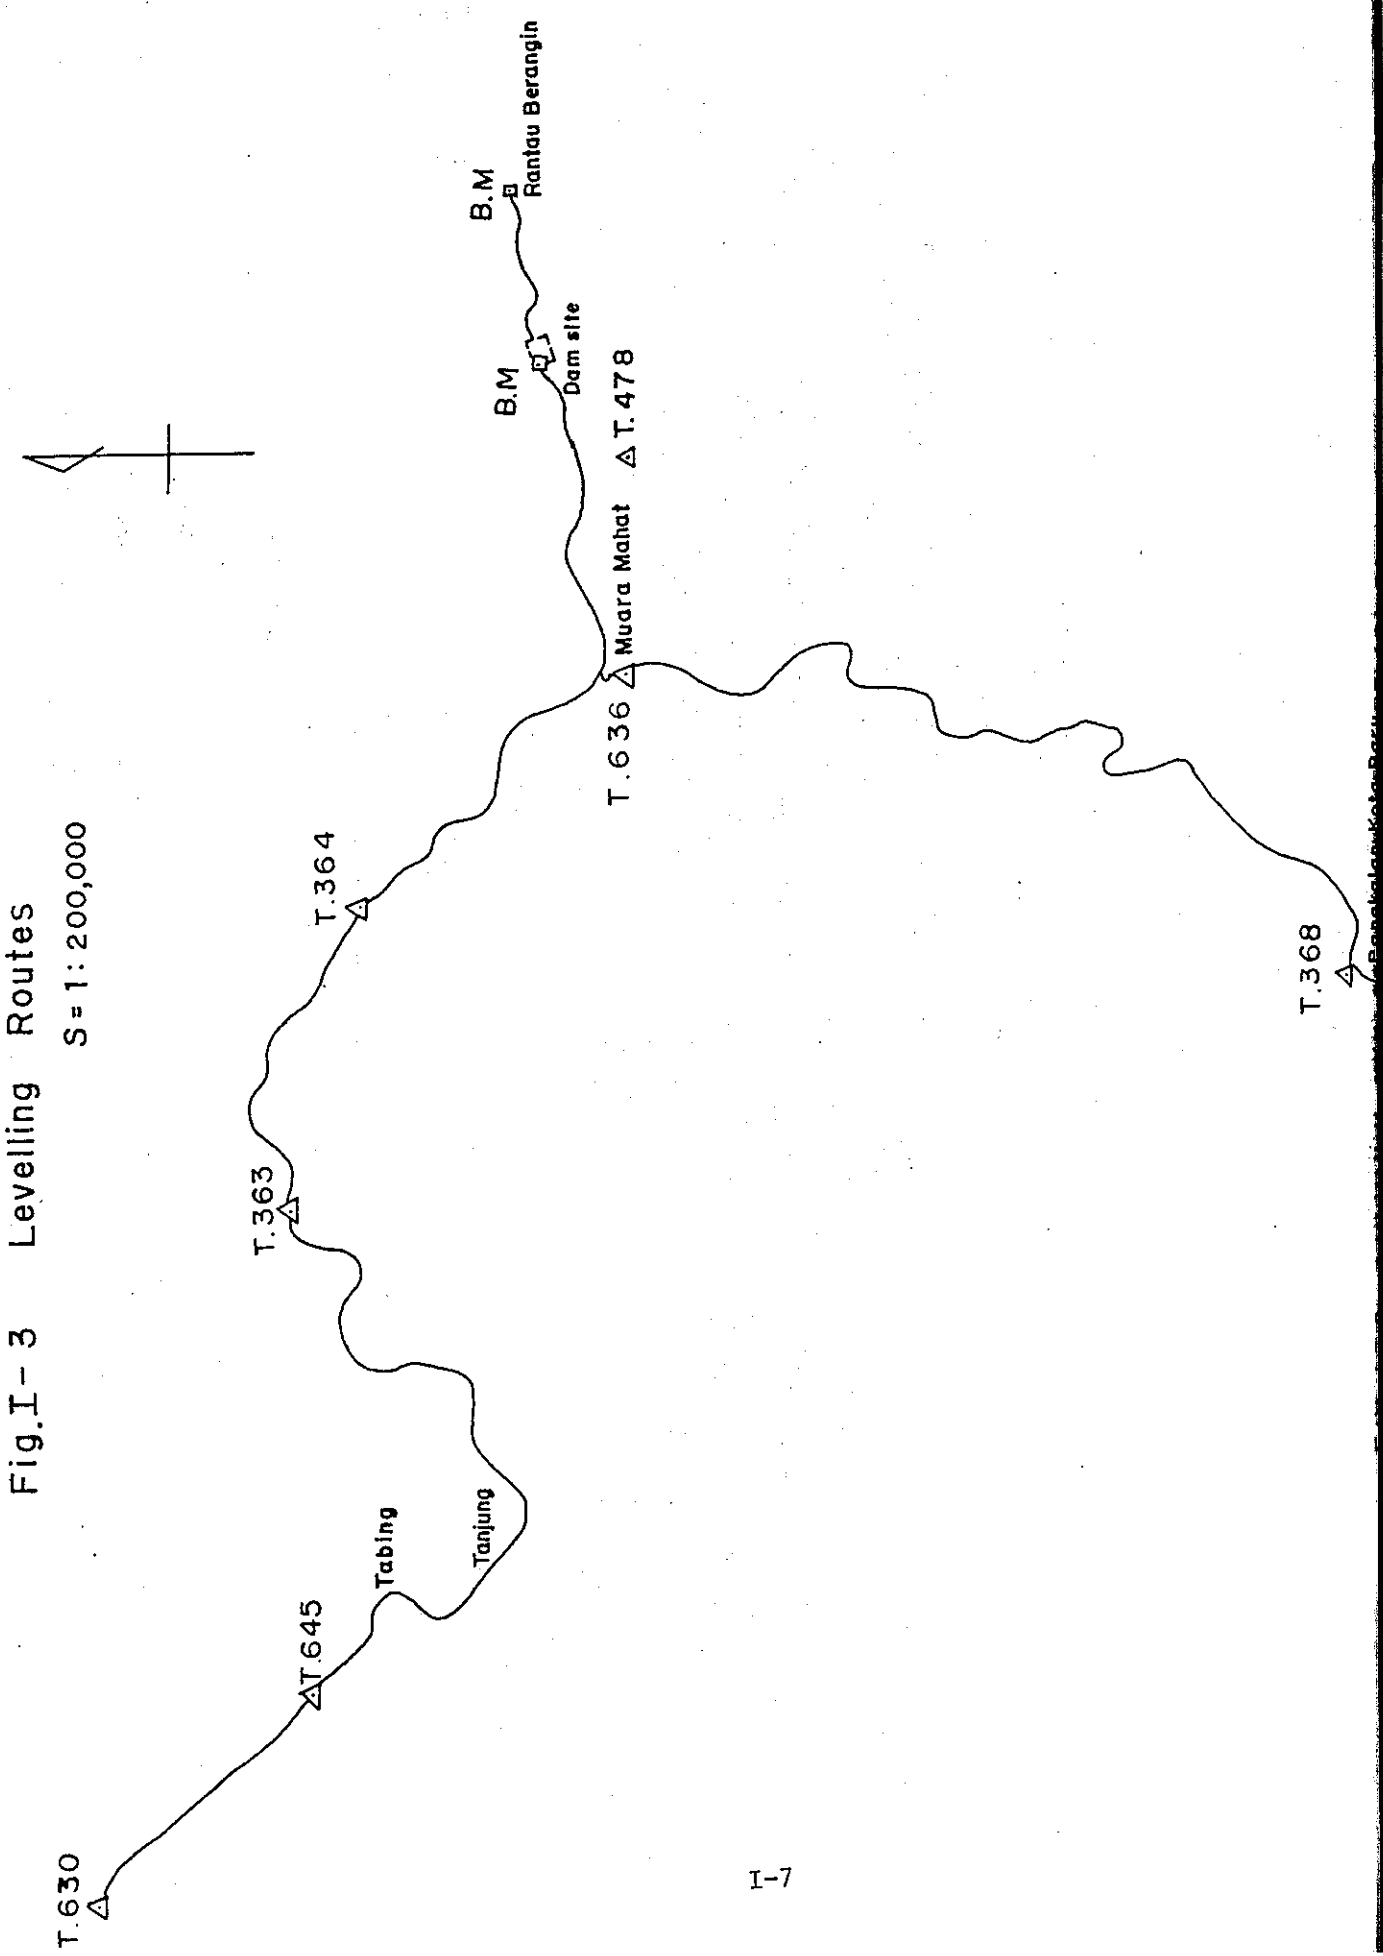 Fig.I-3 Levelling Routes
S=1:200,000
T.630
T.645
Tabing
Tanjung
T.363
T.364
T.636
Muara Mahat
T.478
B.M
Dam site
B.M
Rantau Berangin
T.368
I-7